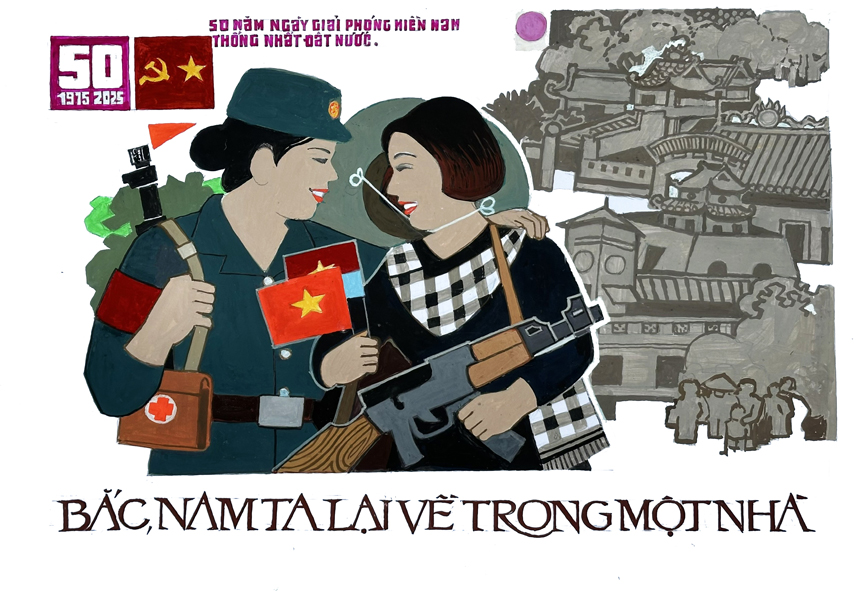 50 NĂM NGÀY GIẢI PHÓNG MIỀN NAM
THỐNG NHẤT ĐẤT NƯỚC.
50
1975 2025
BẮC, NAM TA LẠI VỀ TRONG MỘT NHÀ